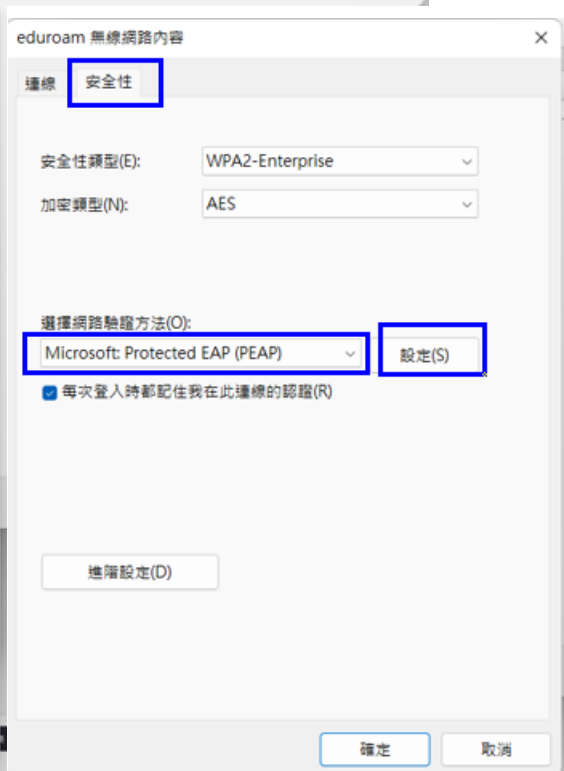 eduroam 無線網路內容
連線 安全性
安全性類型(E): WPA2-Enterprise
加密類型(N): AES
選擇網路驗證方法(O):
Microsoft: Protected EAP (PEAP) 設定(S)
每次登入時都記住我在此連線的認證(R)
進階設定(D)
確定 取消